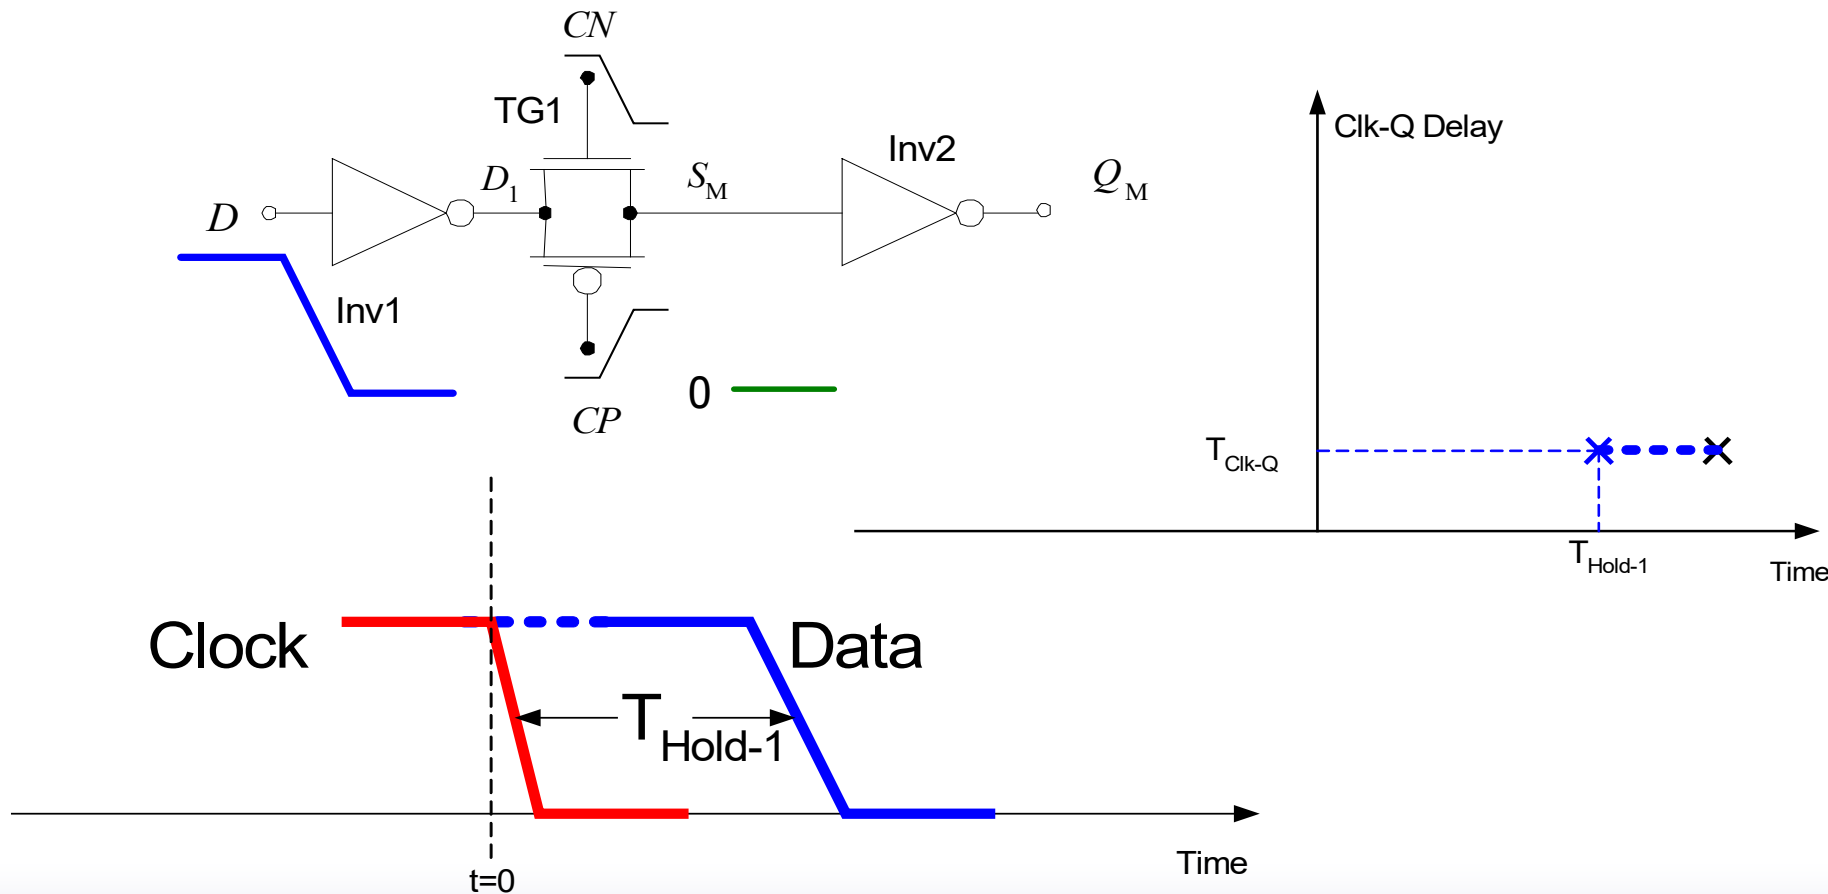 CN
TG1
Clk-Q Delay
Inv2
D
D1
SM
QM
Inv1
0
CP
TClk-Q
THold-1
Time
Clock
Data
THold-1
Time
t=0